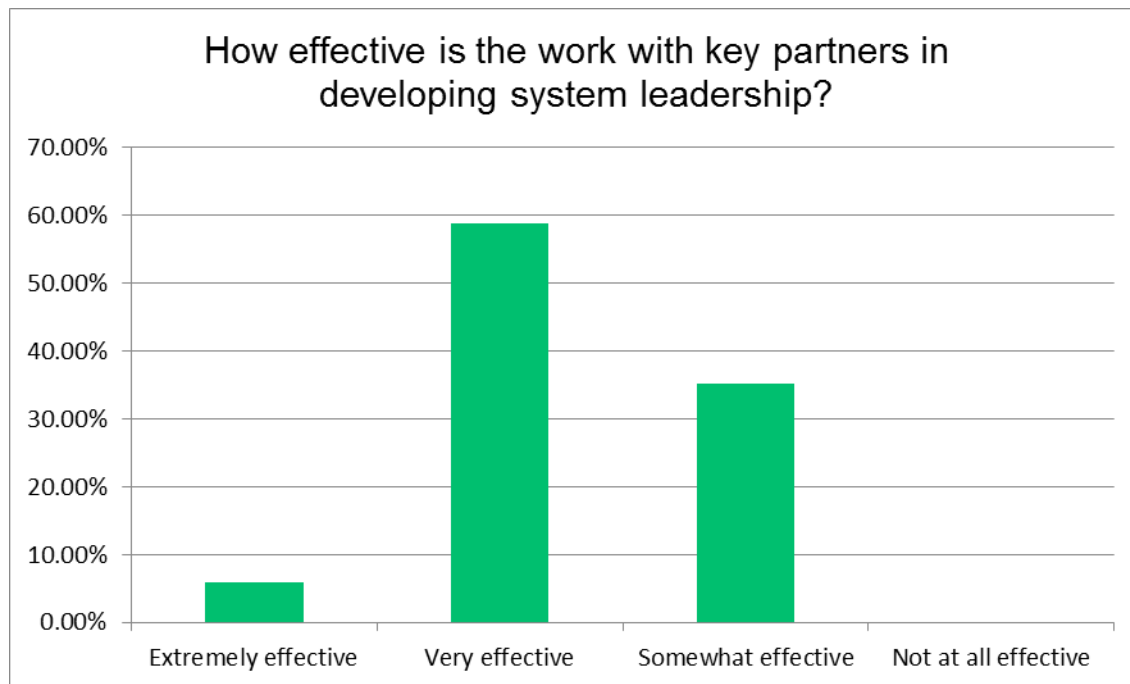 How effective is the work with key partners in
developing system leadership?
70.00%
60.00%
50.00%
40.00%
30.00%
20.00%
10.00%
0.00%
Extremely effective
Very effective
Somewhat effective
Not at all effective